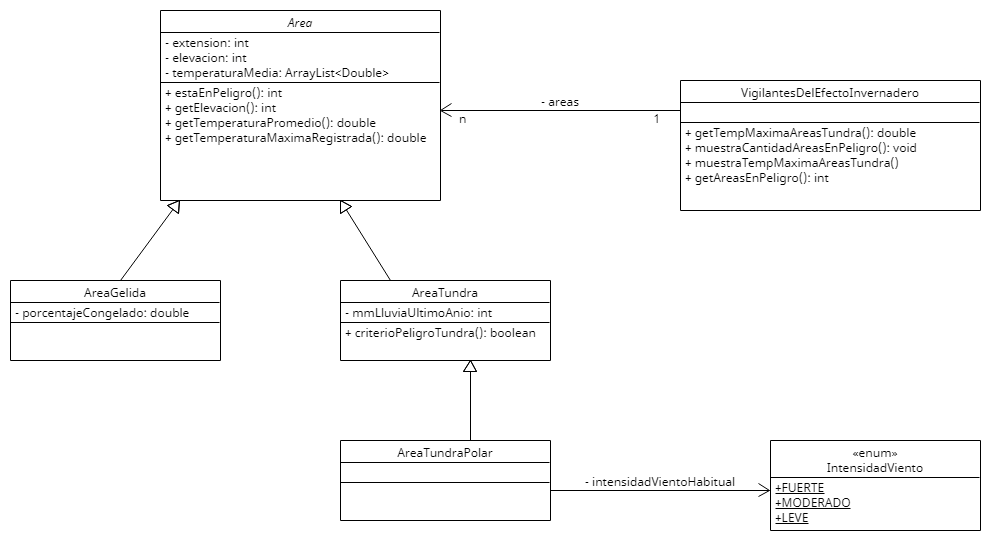 Area
- extension: int
- elevacion: int
- temperaturaMedia: ArrayList<Double>
+ estaEnPeligro(): int
+ getElevacion(): int
+ getTemperaturaPromedio(): double
+ getTemperaturaMaximaRegistrada(): double
- areas
n
1
VigilantesDelEfectoInvernadero
+ getTempMaximaAreasTundra(): double
+ muestraCantidadAreasEnPeligro(): void
+ muestraTempMaximaAreasTundra()
+ getAreasEnPeligro(): int
AreaGelida
- porcentajeCongelado: double
AreaTundra
- mmLluviaUltimoAnio: int
+ criterioPeligroTundra(): boolean
AreaTundraPolar
- intensidadVientoHabitual
«enum»
IntensidadViento
+FUERTE
+MODERADO
+LEVE